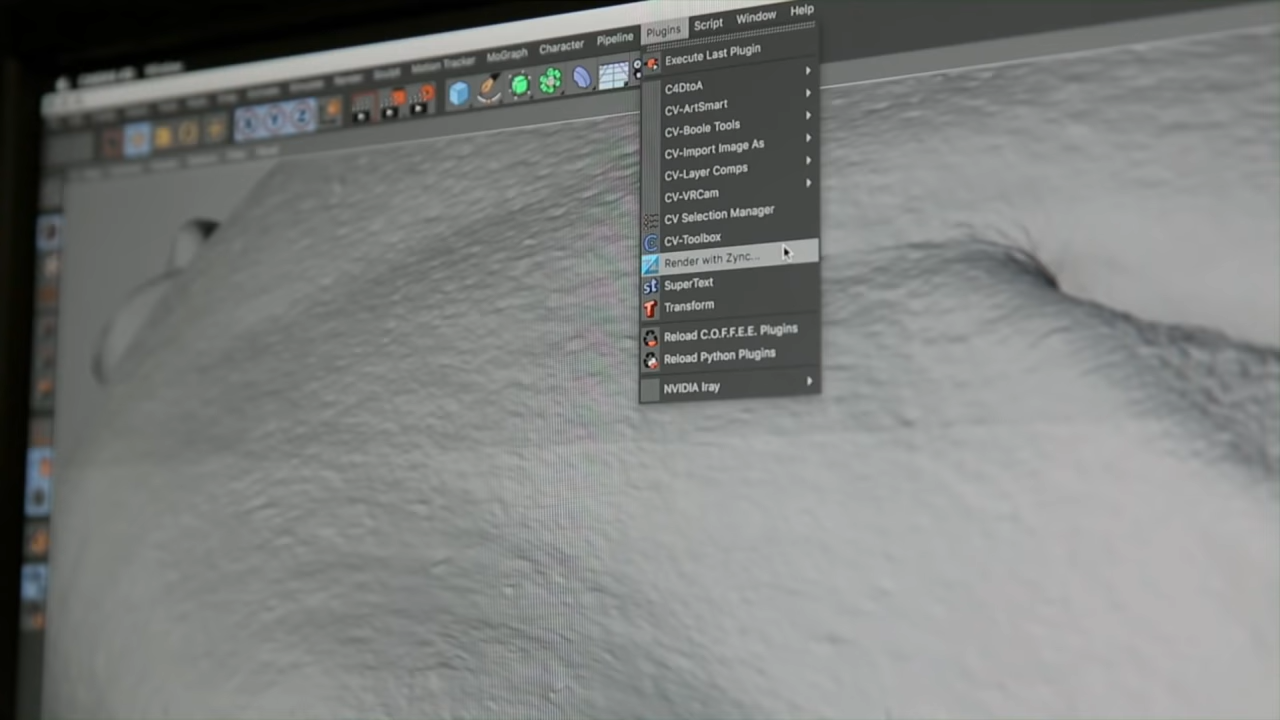 Motion Tracker MoGraph Character Pipeline Plugins Script Window Help
X Y Z
Execute Last Plugin
C4DtoA
CV-ArtSmart
CV-Boole Tools
CV-Import Image As
CV-Layer Comps
CV-VRCam
CV Selection Manager
CV-Toolbox
Render with Zync...
st SuperText
T Transform
Reload C.O.F.F.E.E. Plugins
Reload Python Plugins
NVIDIA Iray